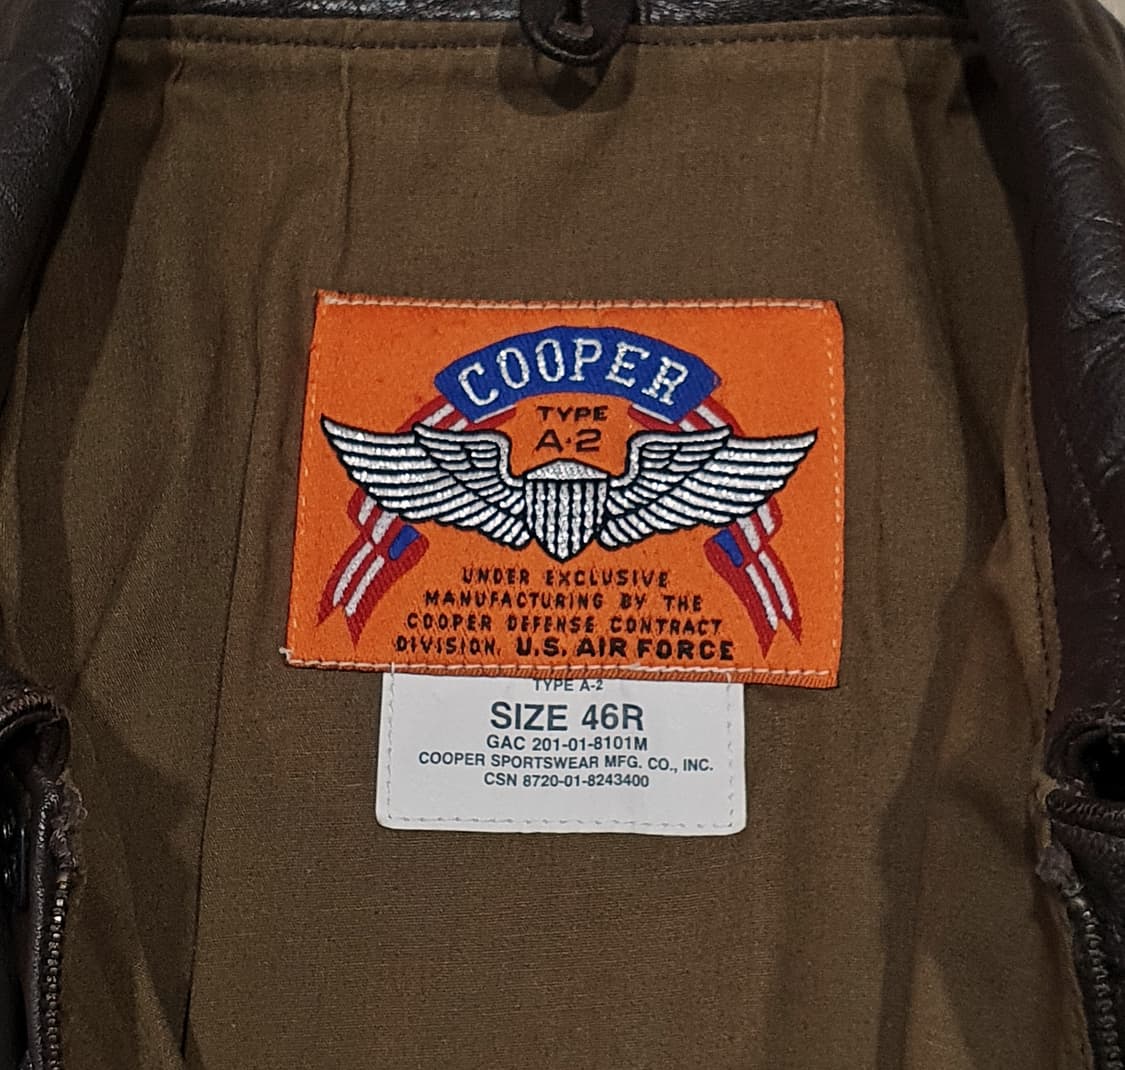 COOPER
TYPE
A-2
UNDER EXCLUSIVE
MANUFACTURING BY THE
COOPER DEFENSE CONTRACT
DIVISION, U.S. AIR FORCE
TYPE A-2
SIZE 46R
GAC 201-01-8101M
COOPER SPORTSWEAR MFG. CO., INC.
CSN 8720-01-8243400